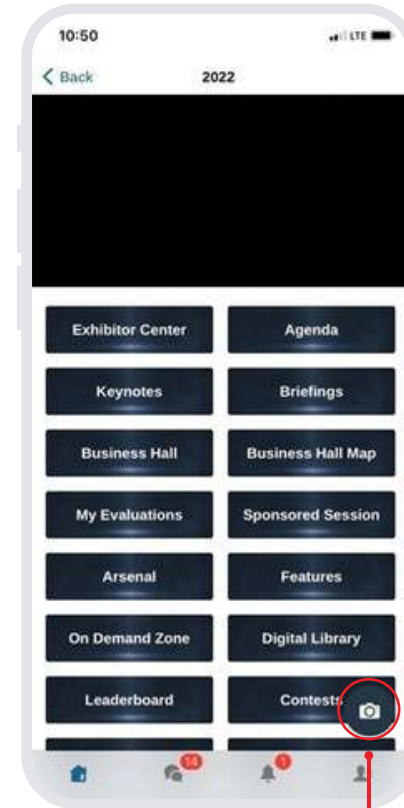 10:50 LTE
Back 2022
Exhibitor Center Agenda
Keynotes Briefings
Business Hall Business Hall Map
My Evaluations Sponsored Session
Arsenal Features
On Demand Zone Digital Library
Leaderboard Contests
14 1